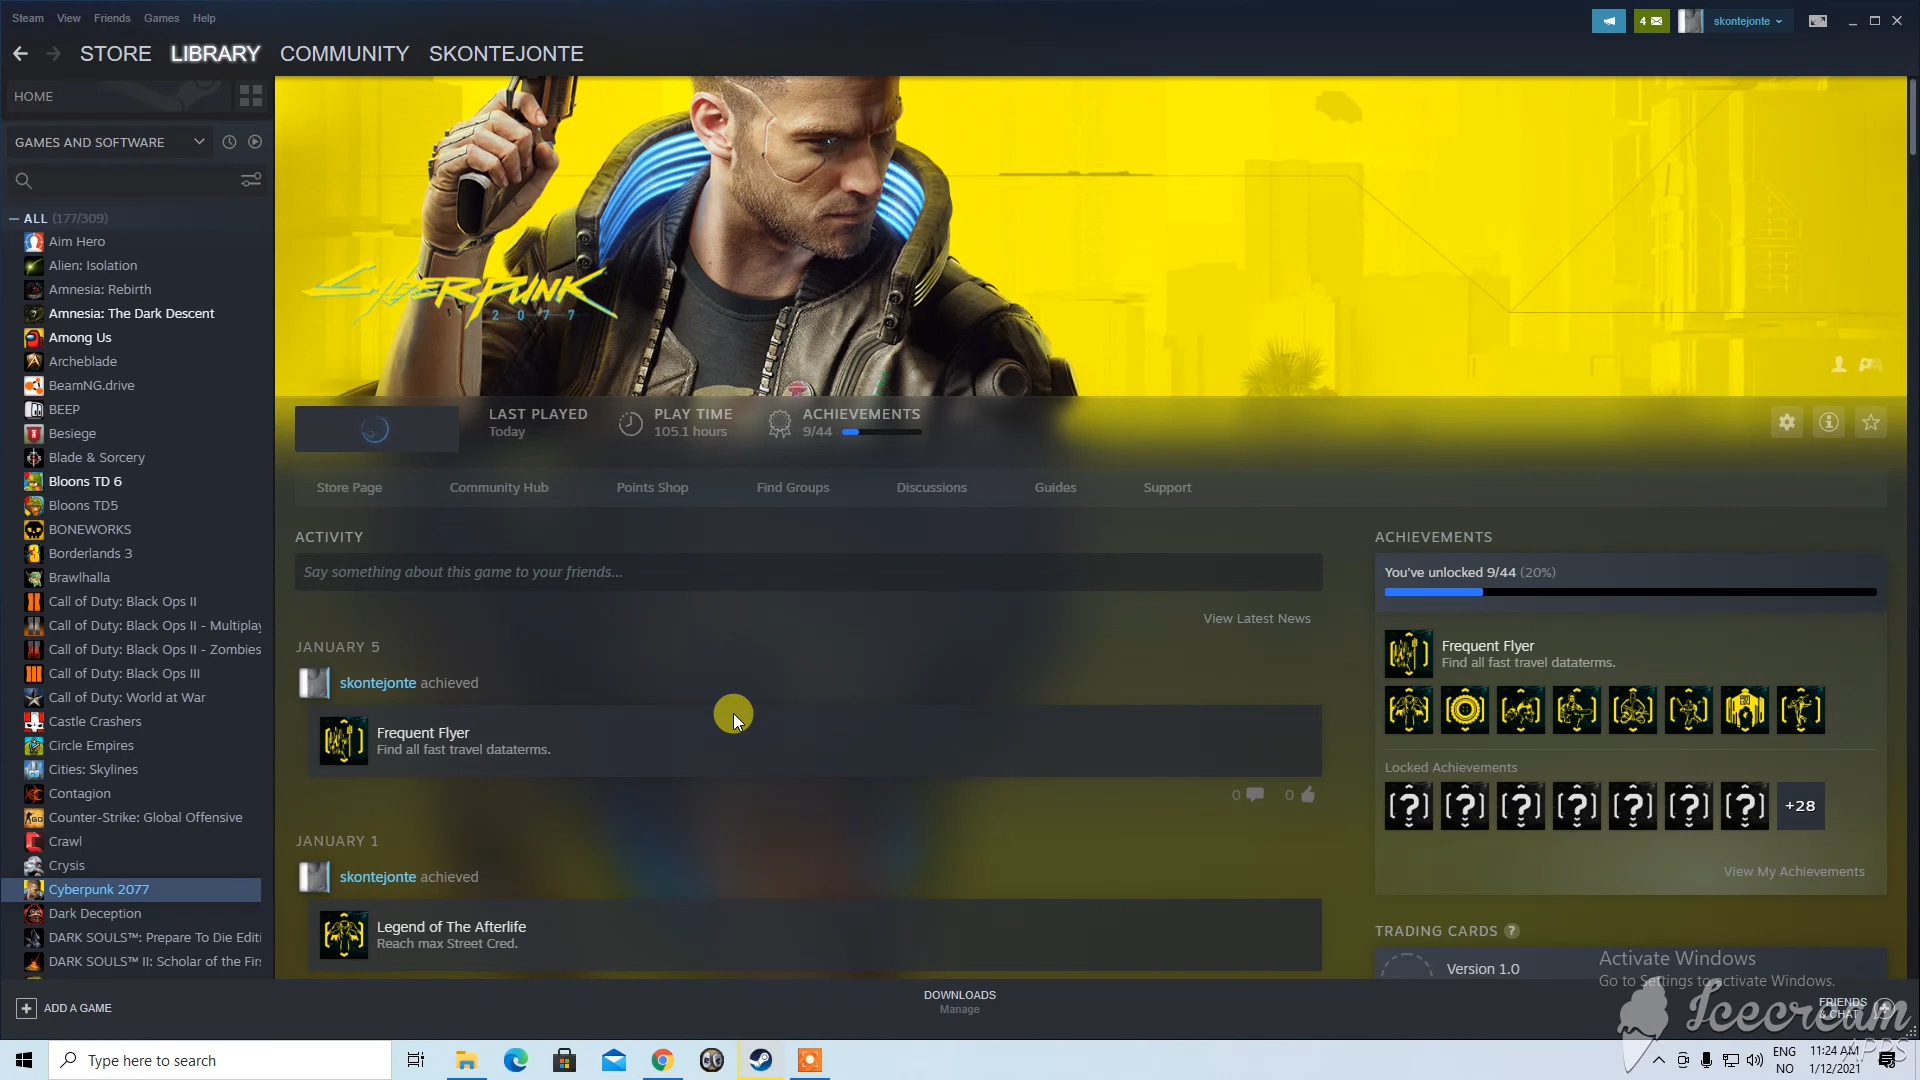 Steam View Friends Games Help
4 skontejonte
STORE LIBRARY COMMUNITY SKONTEJONTE
HOME
GAMES AND SOFTWARE
ALL (177/309)
Aim Hero
Alien: Isolation
Amnesia: Rebirth
Amnesia: The Dark Descent
Among Us
Archeblade
BeamNG.drive
BEEP
Besiege
Blade & Sorcery
Bloons TD 6
Bloons TD5
BONEWORKS
Borderlands 3
Brawlhalla
Call of Duty: Black Ops II
Call of Duty: Black Ops II - Multiplay
Call of Duty: Black Ops II - Zombies
Call of Duty: Black Ops III
Call of Duty: World at War
Castle Crashers
Circle Empires
Cities: Skylines
Contagion
Counter-Strike: Global Offensive
Crawl
Crysis
Cyberpunk 2077
Dark Deception
DARK SOULS™: Prepare To Die Editi
DARK SOULS™ II: Scholar of the Firs
ADD A GAME
CYBERPUNK
2077
LAST PLAYED
Today
PLAY TIME
105.1 hours
ACHIEVEMENTS
9/44
Store Page Community Hub Points Shop Find Groups Discussions Guides Support
ACTIVITY
Say something about this game to your friends...
View Latest News
JANUARY 5
skontejonte achieved
Frequent Flyer
Find all fast travel dataterms.
0 0
JANUARY 1
skontejonte achieved
Legend of The Afterlife
Reach max Street Cred.
ACHIEVEMENTS
You've unlocked 9/44 (20%)
Frequent Flyer
Find all fast travel dataterms.
Locked Achievements
+28
View My Achievements
TRADING CARDS ?
Version 1.0
Activate Windows
Go to Settings to activate Windows.
DOWNLOADS
Manage
FRIENDS
& CHAT
Icecream
APPS
Type here to search
ENG
NO
11:24 AM
1/12/2021